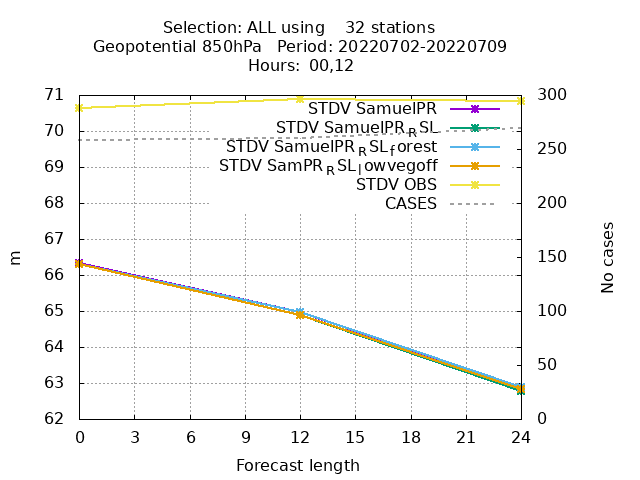 Selection: ALL using    32 stations
Geopotential 850hPa   Period: 20220702-20220709
Hours: 00,12
71 300
STDV SamuelPR
70 STDV SamuelPR_RSL 250
STDV SamuelPR_RSL_forest
69 STDV SamPR_RSL_lowvegoff
STDV OBS
68 CASES 200
67 150
m 66 No cases
65 100
64 50
63
62 0
0 3 6 9 12 15 18 21 24
Forecast length